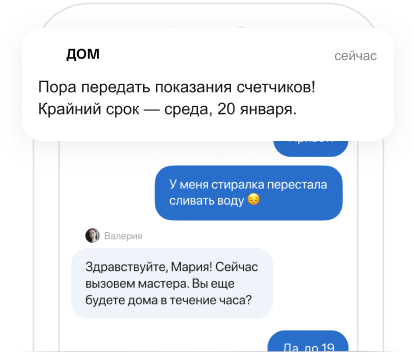 ДОМ
сейчас
Пора передать показания счетчиков!
Крайний срок — среда, 20 января.
У меня стиралка перестала
сливать воду 😔
Валерия
Здравствуйте, Мария! Сейчас
вызовем мастера. Вы еще
будете дома в течение часа?
Да, до 19